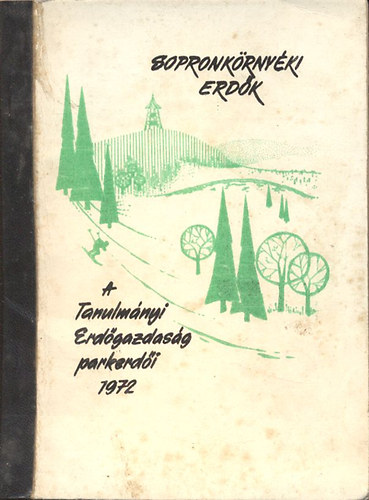 SOPRONKÖRNYÉKI
ERDŐK
A
Tanulmányi
Erdőgazdaság
parkerdői
1972